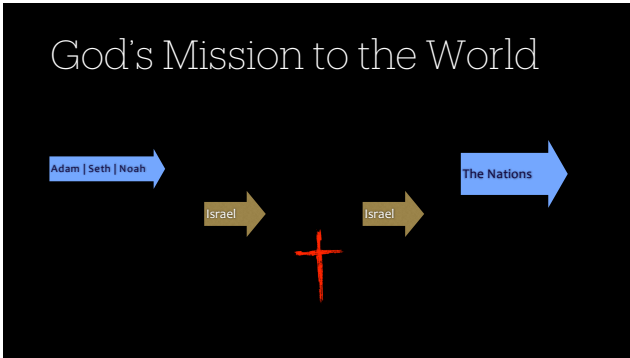 God's Mission to the World
Adam | Seth | Noah
The Nations
Israel
Israel